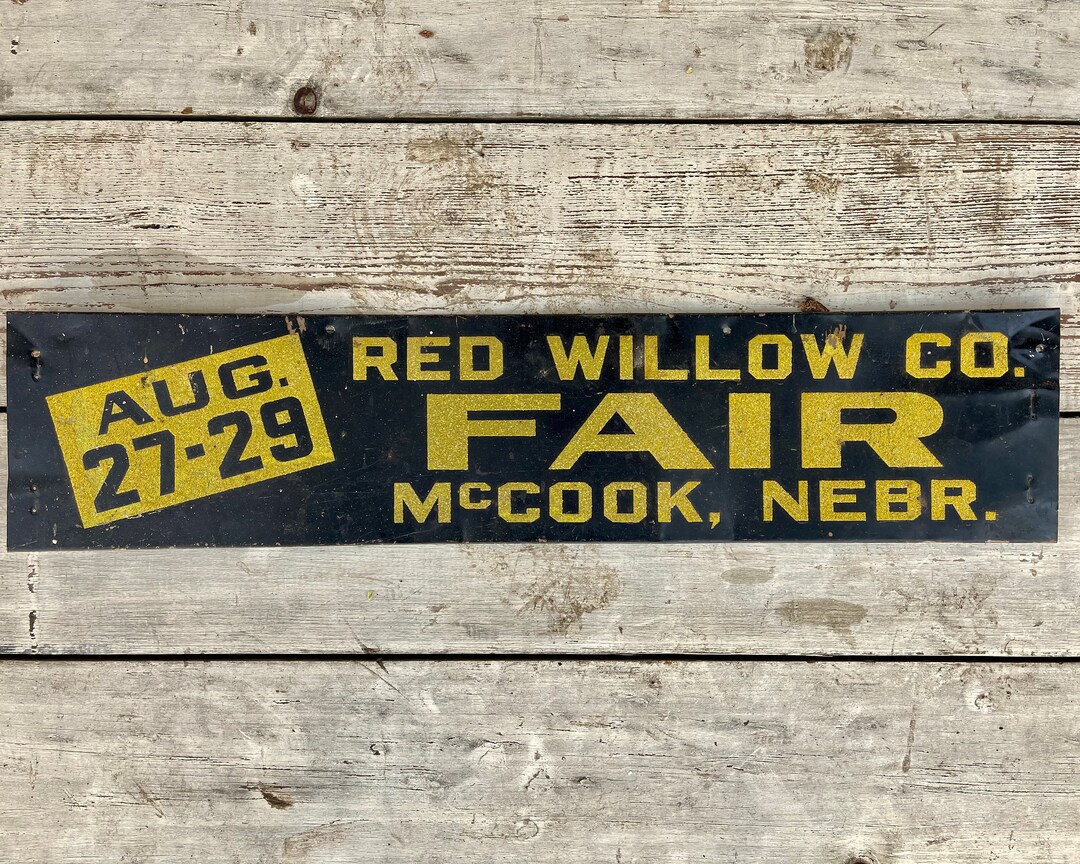 AUG.
27-29
RED WILLOW CO.
FAIR
McCOOK, NEBR.